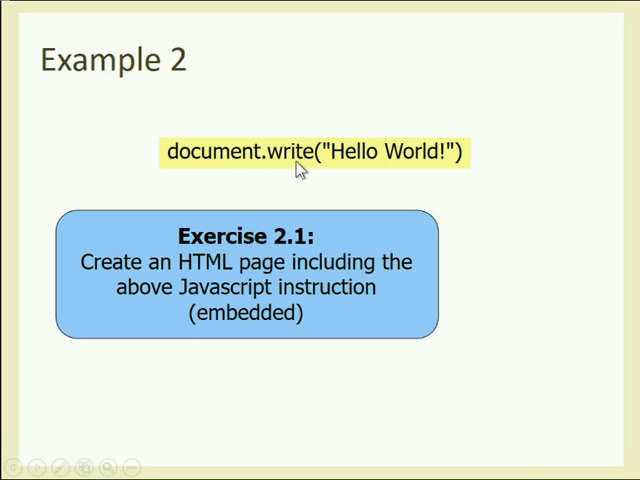 Example 2
document.write("Hello World!")
Exercise 2.1:
Create an HTML page including the
above Javascript instruction
(embedded)